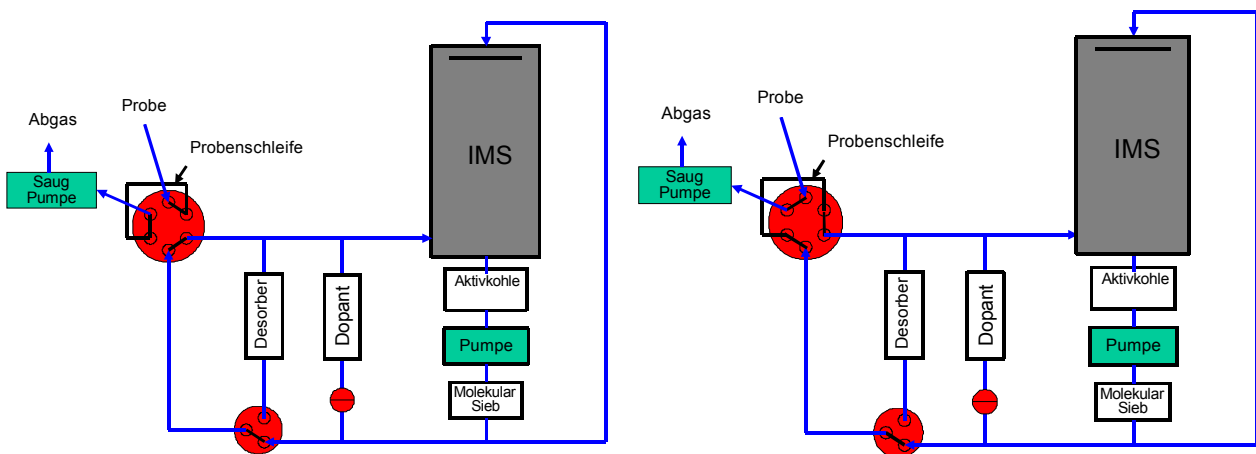 Abgas
Probe
Probenschleife
Saug
Pumpe
IMS
Desorber
Dopant
Aktivkohle
Pumpe
Molekular
Sieb
Abgas
Probe
Probenschleife
Saug
Pumpe
IMS
Desorber
Dopant
Aktivkohle
Pumpe
Molekular
Sieb